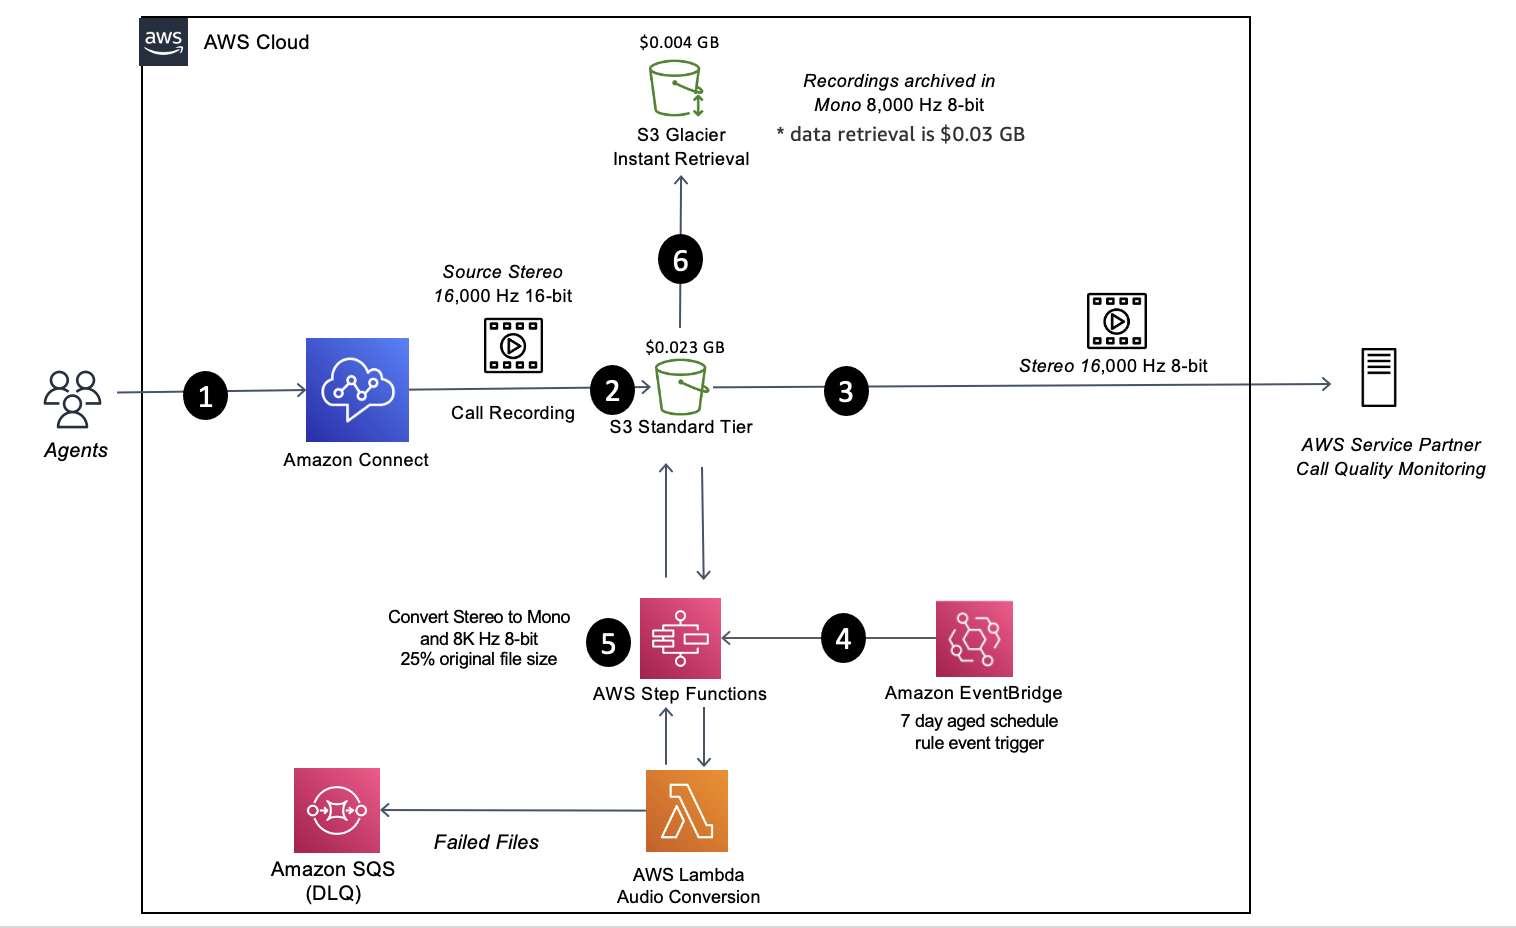 aws
AWS Cloud
$0.004 GB
S3 Glacier
Instant Retrieval
Recordings archived in
Mono 8,000 Hz 8-bit
* data retrieval is $0.03 GB
6
Source Stereo
16,000 Hz 16-bit
$0.023 GB
Stereo 16,000 Hz 8-bit
1
2
3
Call Recording
S3 Standard Tier
Agents
Amazon Connect
AWS Service Partner
Call Quality Monitoring
Convert Stereo to Mono
and 8K Hz 8-bit
25% original file size
5
4
AWS Step Functions
Amazon EventBridge
7 day aged schedule
rule event trigger
Failed Files
Amazon SQS
(DLQ)
AWS Lambda
Audio Conversion